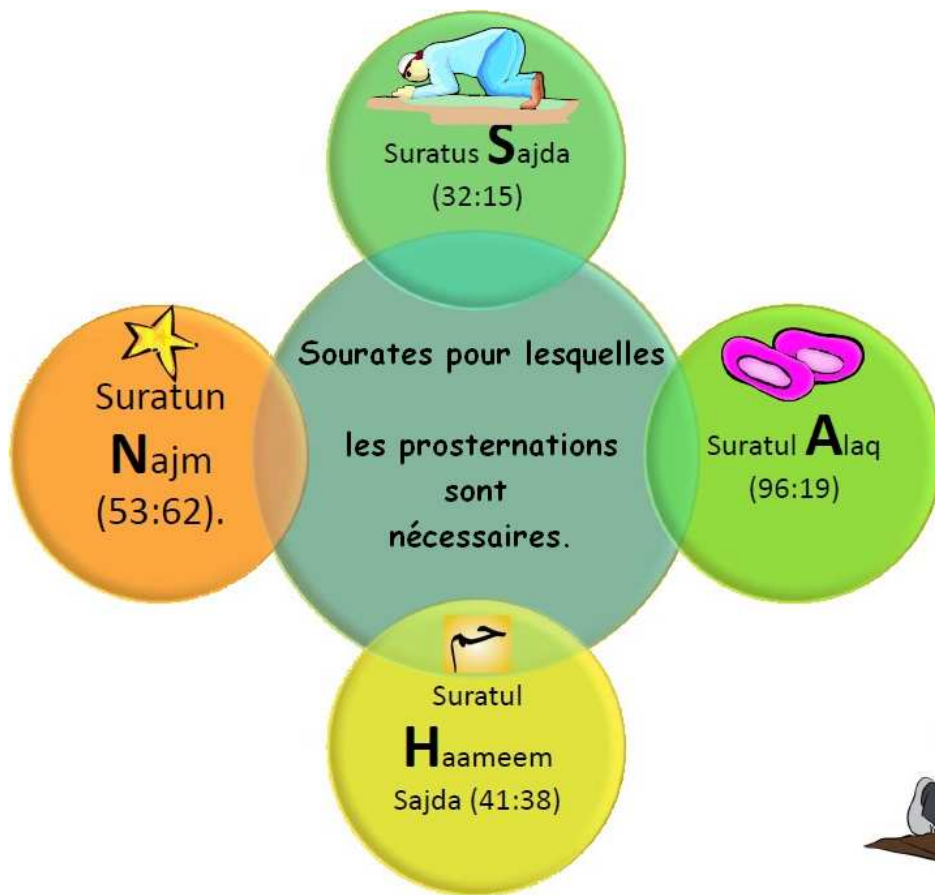 Suratus Sajda
(32:15)
Sourates pour lesquelles
les prosternations
sont
nécessaires.
Suratun
Najm
(53:62).
Suratul Alaq
(96:19)
حم
Suratul
Haameem
Sajda (41:38)